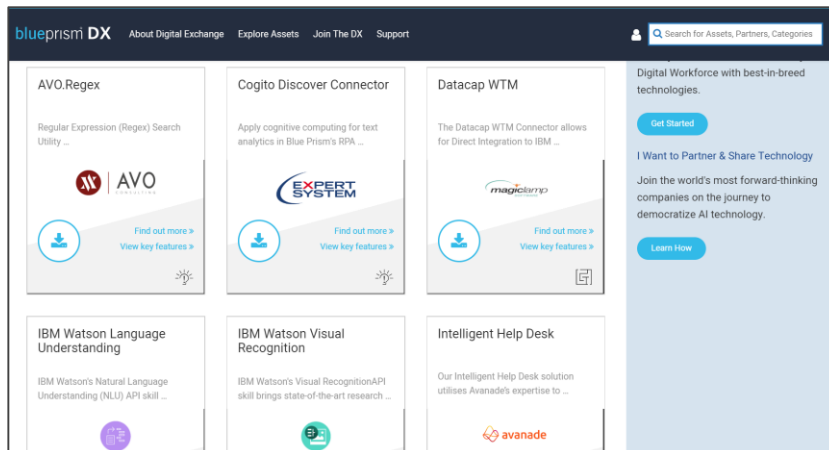 blueprism DX
About Digital Exchange
Explore Assets
Join The DX
Support
Search for Assets, Partners, Categories
AVO.Regex
Regular Expression (Regex) Search
Utility ...
AVO
CONSULTING
Find out more »
View key features »
Cogito Discover Connector
Apply cognitive computing for text
analytics in Blue Prism's RPA ...
EXPERT
SYSTEM
Find out more »
View key features »
Datacap WTM
The Datacap WTM Connector allows
for Direct Integration to IBM ...
magiclamp
Find out more »
View key features »
IBM Watson Language
Understanding
IBM Watson's Natural Language
Understanding (NLU) API skill ...
IBM Watson Visual
Recognition
IBM Watson's Visual RecognitionAPI
skill brings state-of-the-art research ...
Intelligent Help Desk
Our Intelligent Help Desk solution
utilises Avanade's expertise to ...
avanade
Digital Workforce with best-in-breed
technologies.
Get Started
I Want to Partner & Share Technology
Join the world's most forward-thinking
companies on the journey to
democratize AI technology.
Learn How